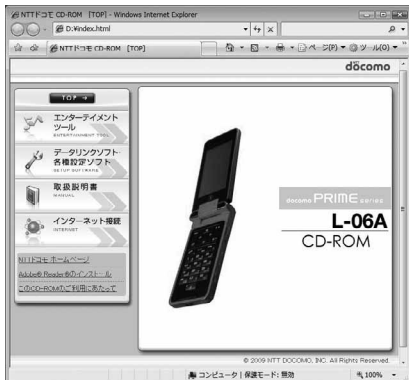 NTTドコモ CD-ROM [TOP] - Windows Internet Explorer
D:¥index.html
NTTドコモ CD-ROM [TOP]
ページ(P)
ツール(O)
döcomo
TOP
エンターテイメント
ツール
ENTERTAINMENT TOOL
データリンクソフト・
各種設定ソフト
SETUP SOFTWARE
取扱説明書
MANUAL
インターネット接続
INTERNET
NTTドコモ ホームページ
Adobe® Reader®のインストール
このCD-ROMのご利用にあたって
docomo PRIME series
L-06A
CD-ROM
© 2009 NTT DOCOMO, INC. All Rights Reserved.
コンピュータ | 保護モード: 無効
100%